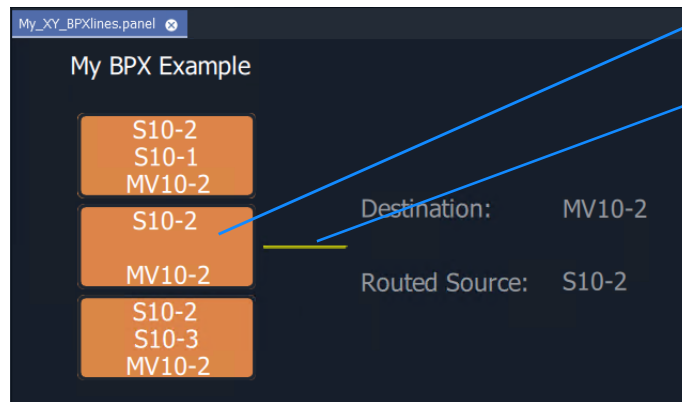 My_XY_BPXlines.panel
My BPX Example
S10-2
S10-1
MV10-2
S10-2
MV10-2
S10-2
S10-3
MV10-2
Destination: MV10-2
Routed Source: S10-2